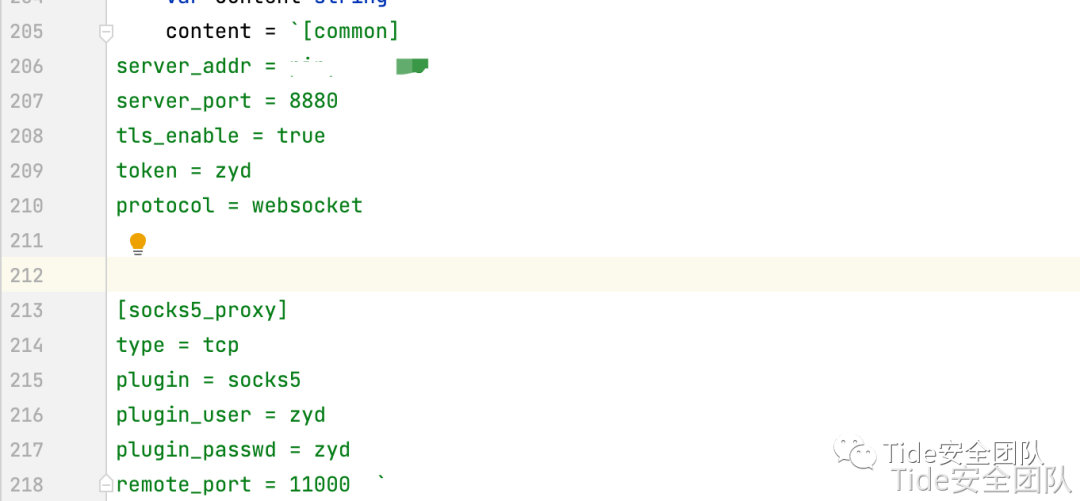 204 var content string
205 content = `[common]
206 server_addr =
207 server_port = 8880
208 tls_enable = true
209 token = zyd
210 protocol = websocket
211
212
213 [socks5_proxy]
214 type = tcp
215 plugin = socks5
216 plugin_user = zyd
217 plugin_passwd = zyd
218 remote_port = 11000 `
Tide安全团队
Tide安全团队